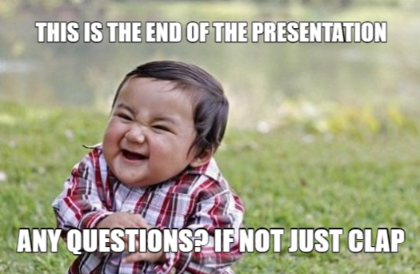 THIS IS THE END OF THE PRESENTATION
ANY QUESTIONS? IF NOT JUST CLAP